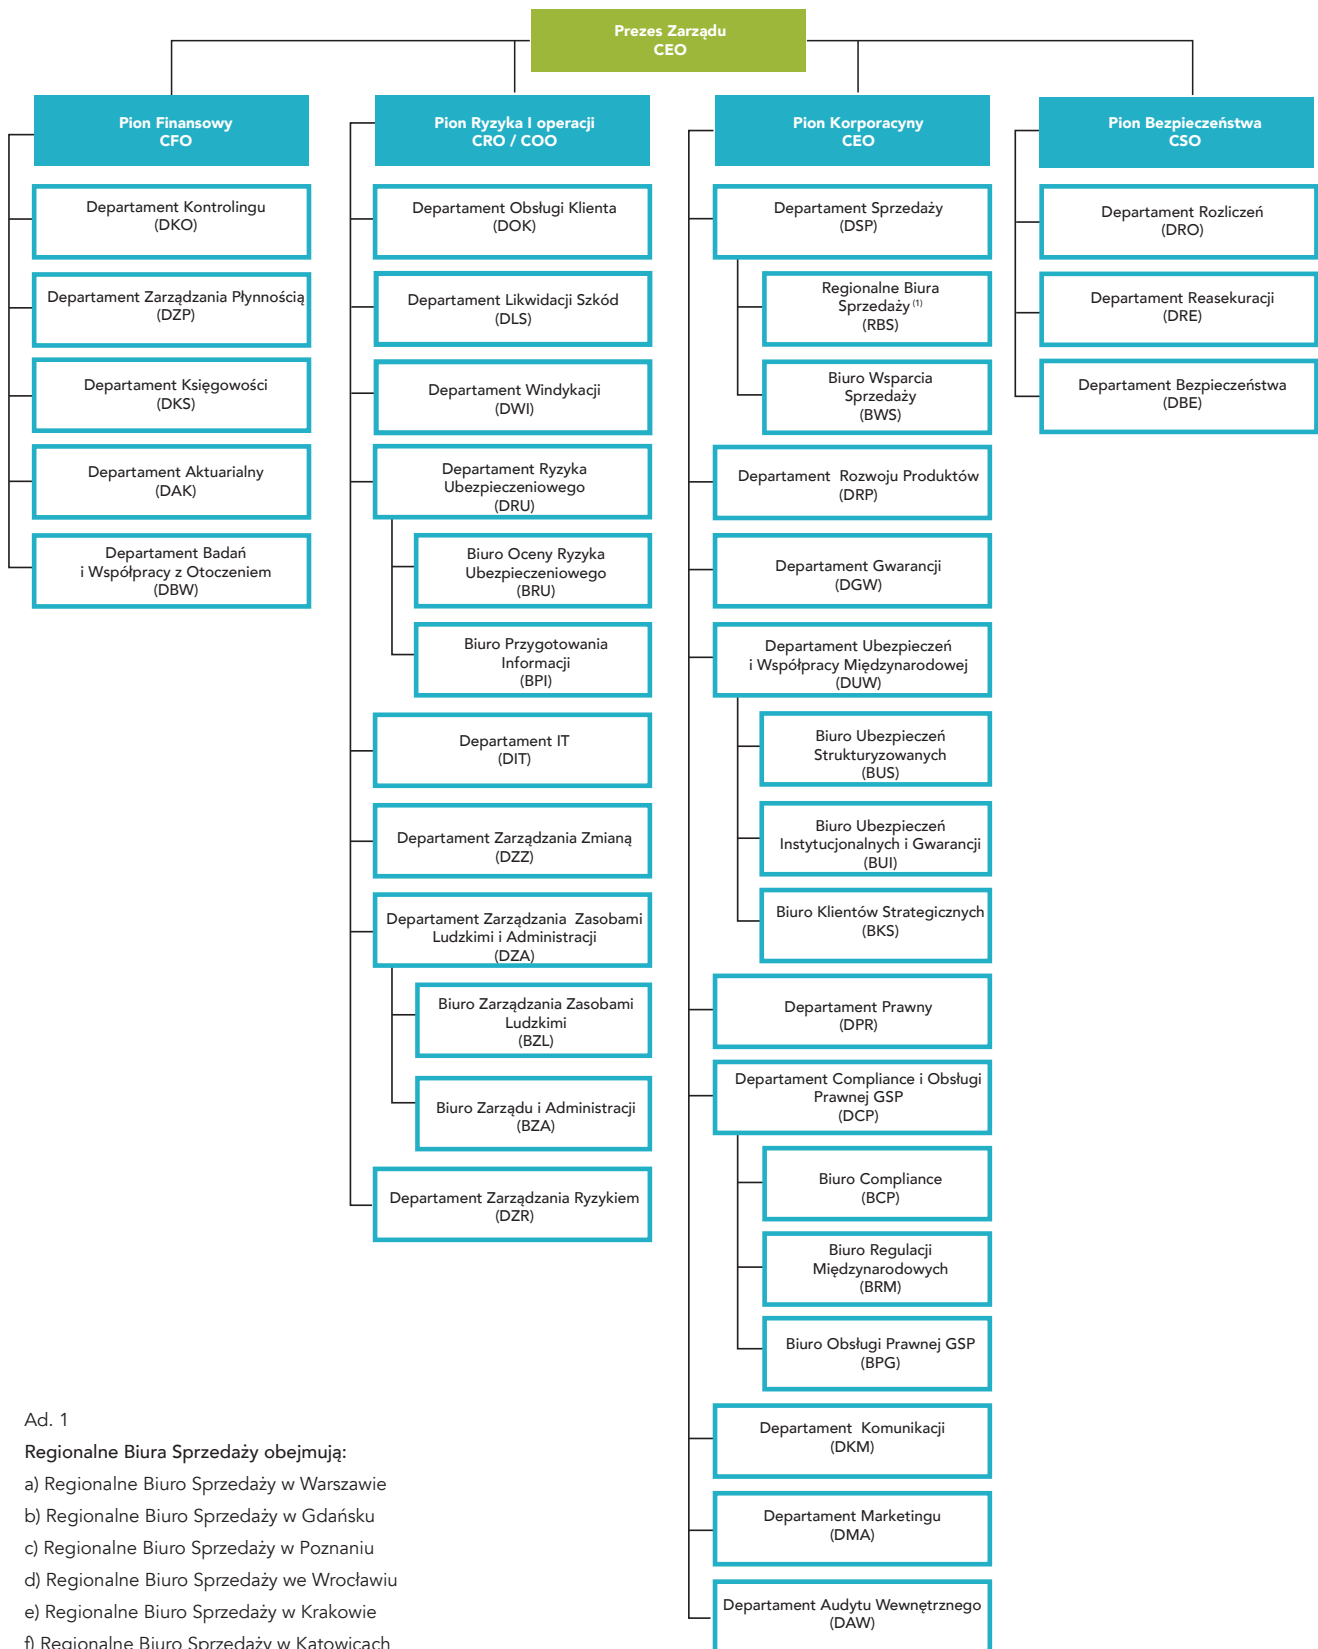 Prezes Zarządu
CEO
Pion Finansowy
CFO
Departament Kontrolingu
(DKO)
Departament Zarządzania Płynnością
(DZP)
Departament Księgowości
(DKS)
Departament Aktuarialny
(DAK)
Departament Badań
i Współpracy z Otoczeniem
(DBW)
Pion Ryzyka I operacji
CRO / COO
Departament Obsługi Klienta
(DOK)
Departament Likwidacji Szkód
(DLS)
Departament Windykacji
(DWI)
Departament Ryzyka
Ubezpieczeniowego
(DRU)
Biuro Oceny Ryzyka
Ubezpieczeniowego
(BRU)
Biuro Przygotowania
Informacji
(BPI)
Departament IT
(DIT)
Departament Zarządzania Zmianą
(DZZ)
Departament Zarządzania Zasobami
Ludzkimi i Administracji
(DZA)
Biuro Zarządzania Zasobami
Ludzkimi
(BZL)
Biuro Zarządu i Administracji
(BZA)
Departament Zarządzania Ryzykiem
(DZR)
Pion Korporacyny
CEO
Departament Sprzedaży
(DSP)
Regionalne Biura
Sprzedaży (1)
(RBS)
Biuro Wsparcia
Sprzedaży
(BWS)
Departament Rozwoju Produktów
(DRP)
Departament Gwarancji
(DGW)
Departament Ubezpieczeń
i Współpracy Międzynarodowej
(DUW)
Biuro Ubezpieczeń
Strukturyzowanych
(BUS)
Biuro Ubezpieczeń
Instytucjonalnych i Gwarancji
(BUI)
Biuro Klientów Strategicznych
(BKS)
Departament Prawny
(DPR)
Departament Compliance i Obsługi
Prawnej GSP
(DCP)
Biuro Compliance
(BCP)
Biuro Regulacji
Międzynarodowych
(BRM)
Biuro Obsługi Prawnej GSP
(BPG)
Departament Komunikacji
(DKM)
Departament Marketingu
(DMA)
Departament Audytu Wewnętrznego
(DAW)
Pion Bezpieczeństwa
CSO
Departament Rozliczeń
(DRO)
Departament Reasekuracji
(DRE)
Departament Bezpieczeństwa
(DBE)
Ad. 1
Regionalne Biura Sprzedaży obejmują:
a) Regionalne Biuro Sprzedaży w Warszawie
b) Regionalne Biuro Sprzedaży w Gdańsku
c) Regionalne Biuro Sprzedaży w Poznaniu
d) Regionalne Biuro Sprzedaży we Wrocławiu
e) Regionalne Biuro Sprzedaży w Krakowie
f) Regionalne Biuro Sprzedaży w Katowicach